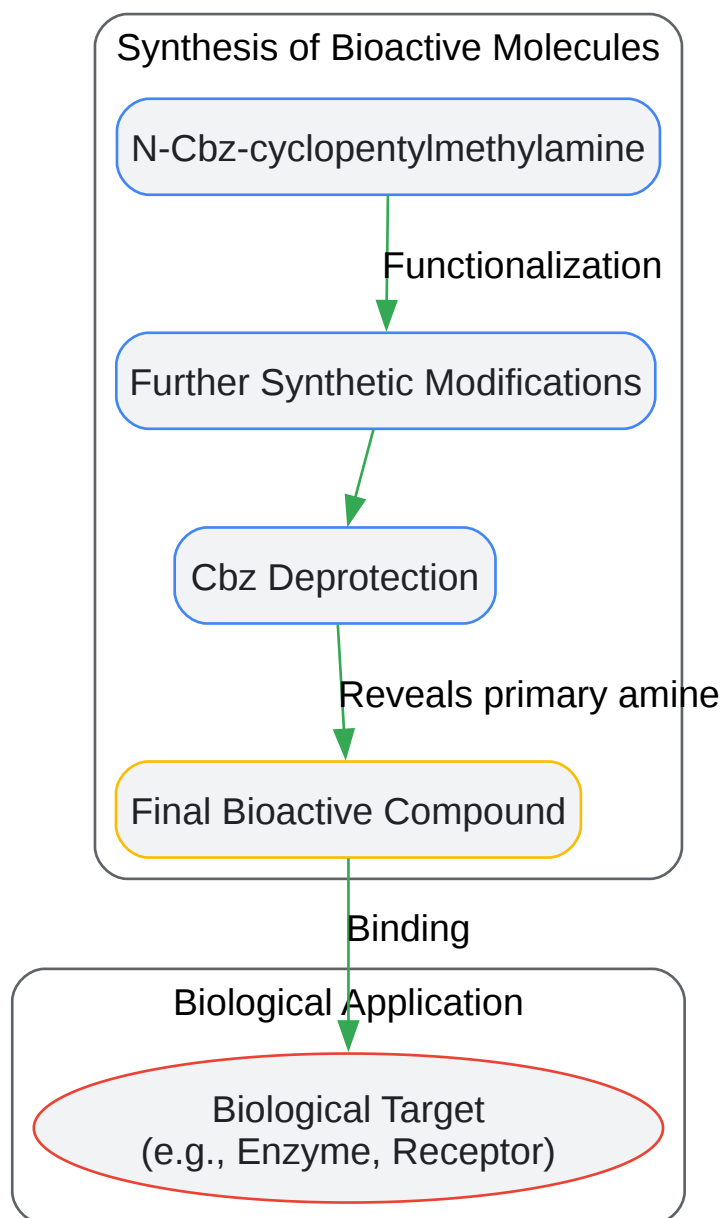 Synthesis of Bioactive Molecules
N-Cbz-cyclopentylmethylamine
Functionalization
Further Synthetic Modifications
Cbz Deprotection
Reveals primary amine
Final Bioactive Compound
Binding
Biological Application
Biological Target
(e.g., Enzyme, Receptor)